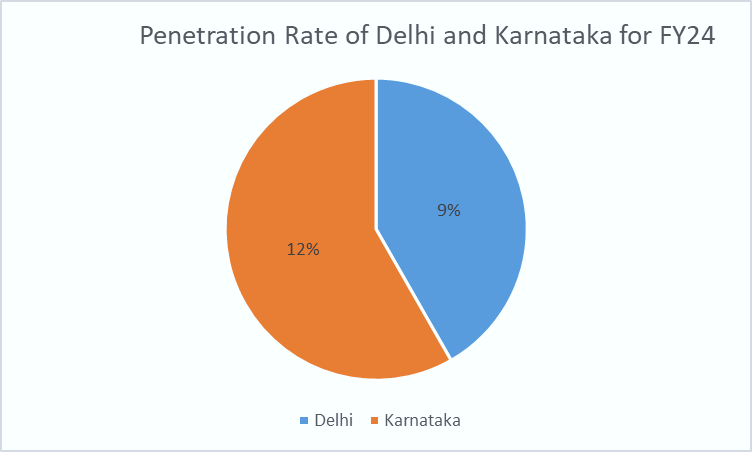 Penetration Rate of Delhi and Karnataka for FY24
9%
12%
Delhi Karnataka